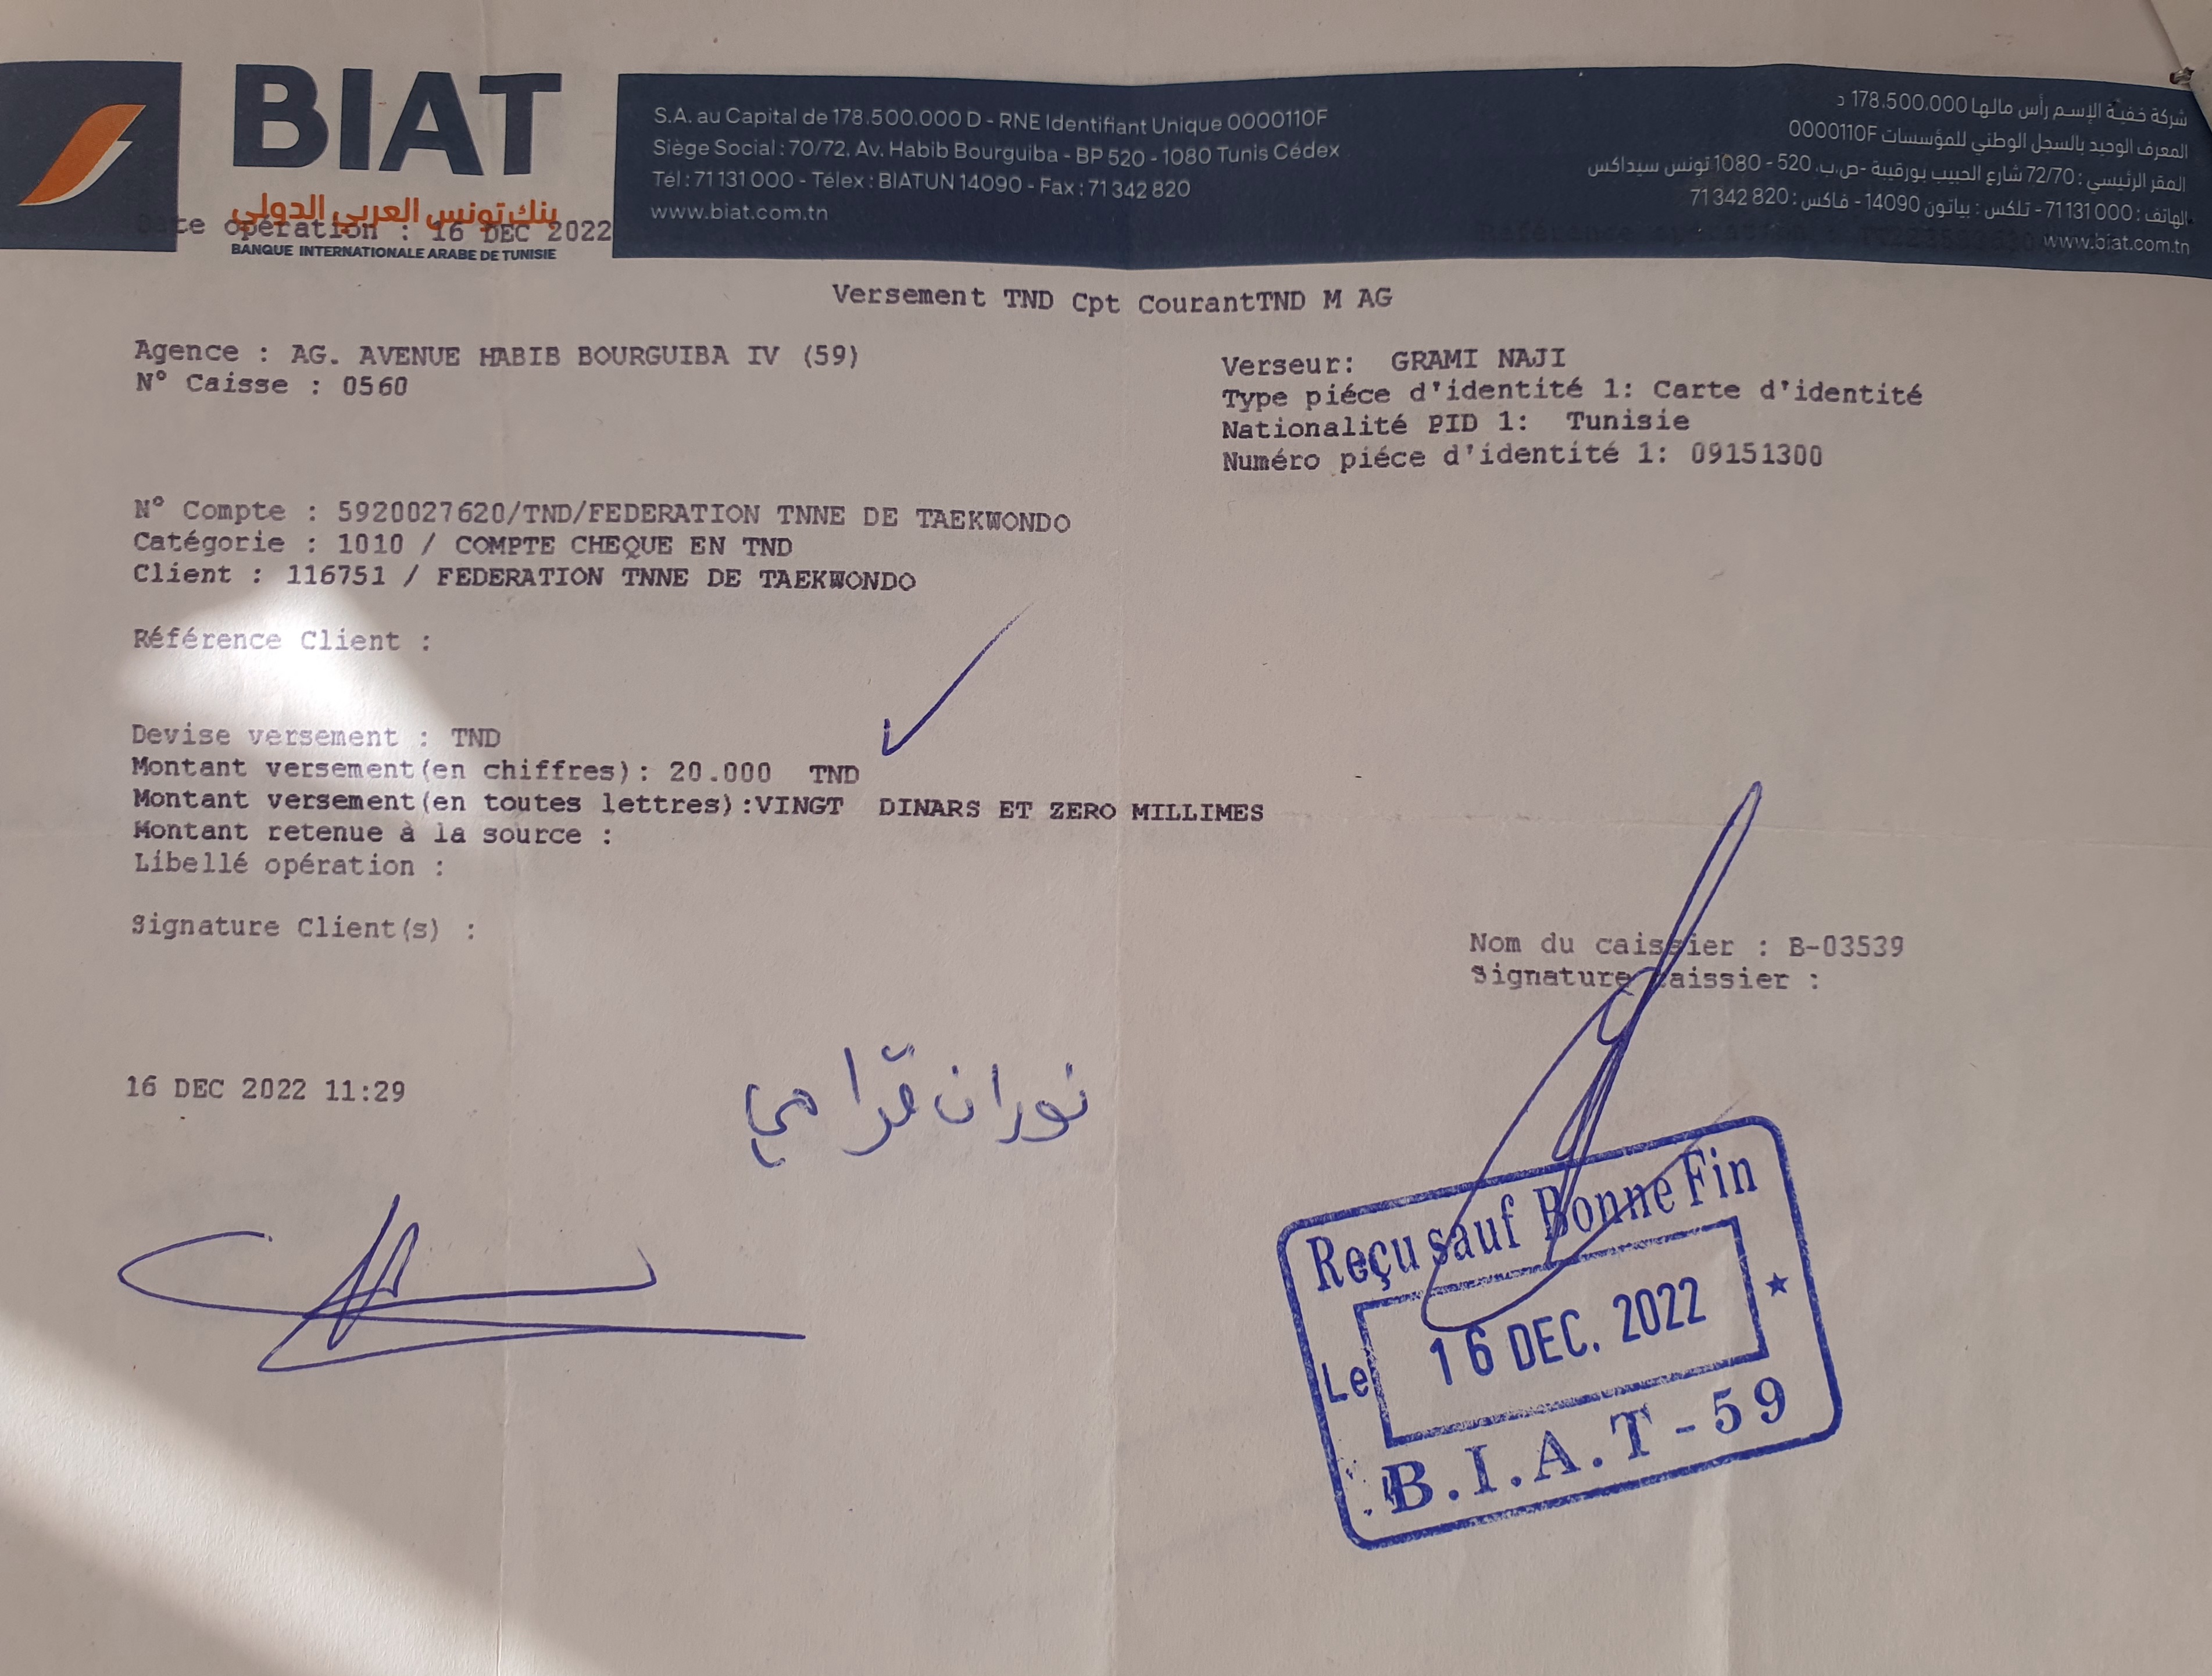 BIAT
بنك تونس العربي الدولي
BANQUE INTERNATIONALE ARABE DE TUNISIE
S.A. au Capital de 178.500.000 D - RNE Identifiant Unique 0000110F
Siège Social : 70/72, Av. Habib Bourguiba - BP 520 - 1080 Tunis Cédex
Tél : 71 131 000 - Télex : BIATUN 14090 - Fax : 71 342 820
www.biat.com.tn
شركة خفية الإسم رأس مالها 178.500.000 د
المعرف الوحيد بالسجل الوطني للمؤسسات 0000110F
المقر الرئيسي : 72/70 شارع الحبيب بورقيبة -ص.ب. 520 - 1080 تونس سيداكس
الهاتف : 71 131 000 - تلكس : بياتون 14090 - فاكس : 71 342 820
www.biat.com.tn
Date opération : 16 DEC 2022
Versement TND Cpt CourantTND M AG
Agence : AG. AVENUE HABIB BOURGUIBA IV (59)
N° Caisse : 0560
Verseur: GRAMI NAJI
Type piéce d'identité 1: Carte d'identité
Nationalité PID 1: Tunisie
Numéro piéce d'identité 1: 09151300
N° Compte : 5920027620/TND/FEDERATION TNNE DE TAEKWONDO
Catégorie : 1010 / COMPTE CHEQUE EN TND
Client : 116751 / FEDERATION TNNE DE TAEKWONDO
Référence Client :
Devise versement : TND
Montant versement(en chiffres): 20.000 TND
Montant versement(en toutes lettres):VINGT DINARS ET ZERO MILLIMES
Montant retenue à la source :
Libellé opération :
Signature Client(s) :
Nom du caissier : B-03539
Signature caissier :
16 DEC 2022 11:29
نوران ڨرامي
Reçu sauf Bonne Fin
Le 16 DEC. 2022
B.I.A.T-59